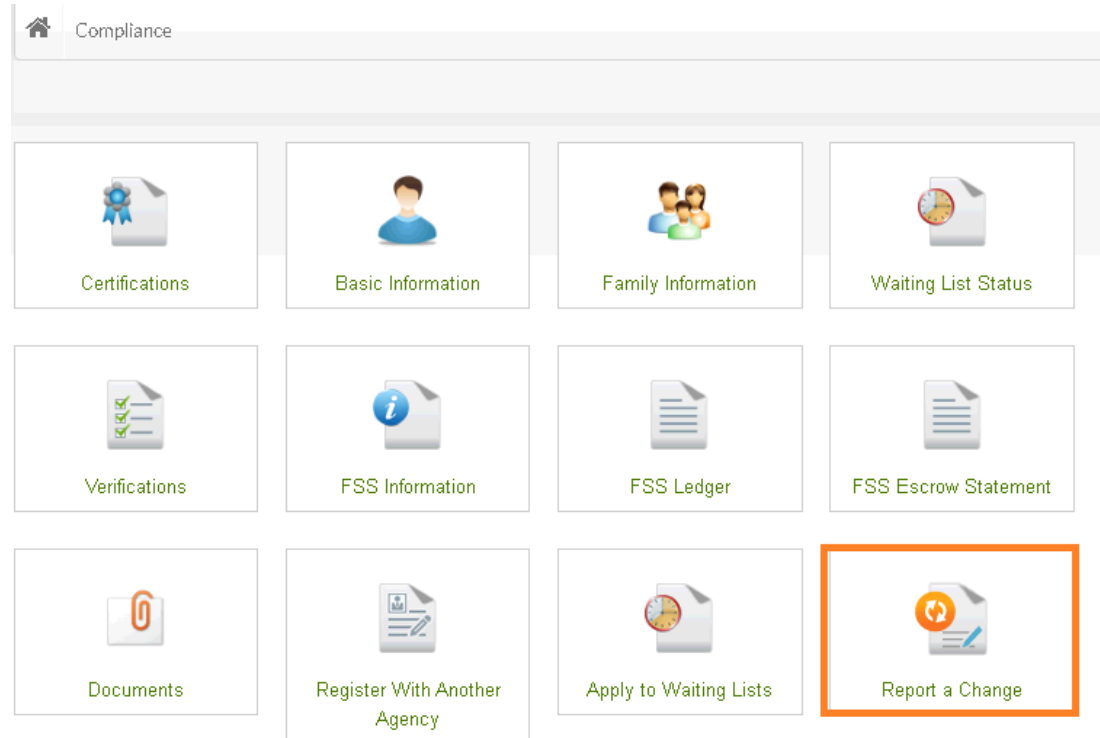 Compliance
Certifications
Basic Information
Family Information
Waiting List Status
Verifications
FSS Information
FSS Ledger
FSS Escrow Statement
Documents
Register With Another
Agency
Apply to Waiting Lists
Report a Change